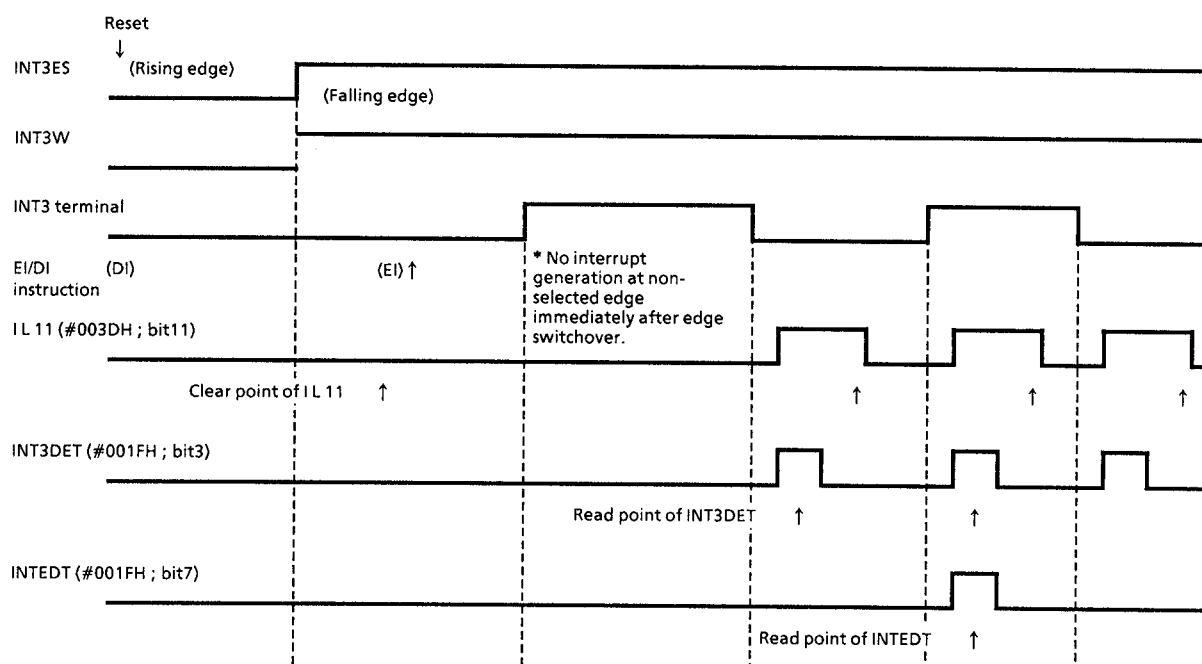 Reset
↓
INT3ES (Rising edge)
(Falling edge)
INT3W
INT3 terminal
EI/DI (DI) (EI) ↑
instruction
* No interrupt
generation at non-
selected edge
immediately after edge
switchover.
I L 11 (#003DH ; bit11)
Clear point of I L 11 ↑ ↑ ↑ ↑
INT3DET (#001FH ; bit3)
Read point of INT3DET ↑ ↑
INTEDT (#001FH ; bit7)
Read point of INTEDT ↑